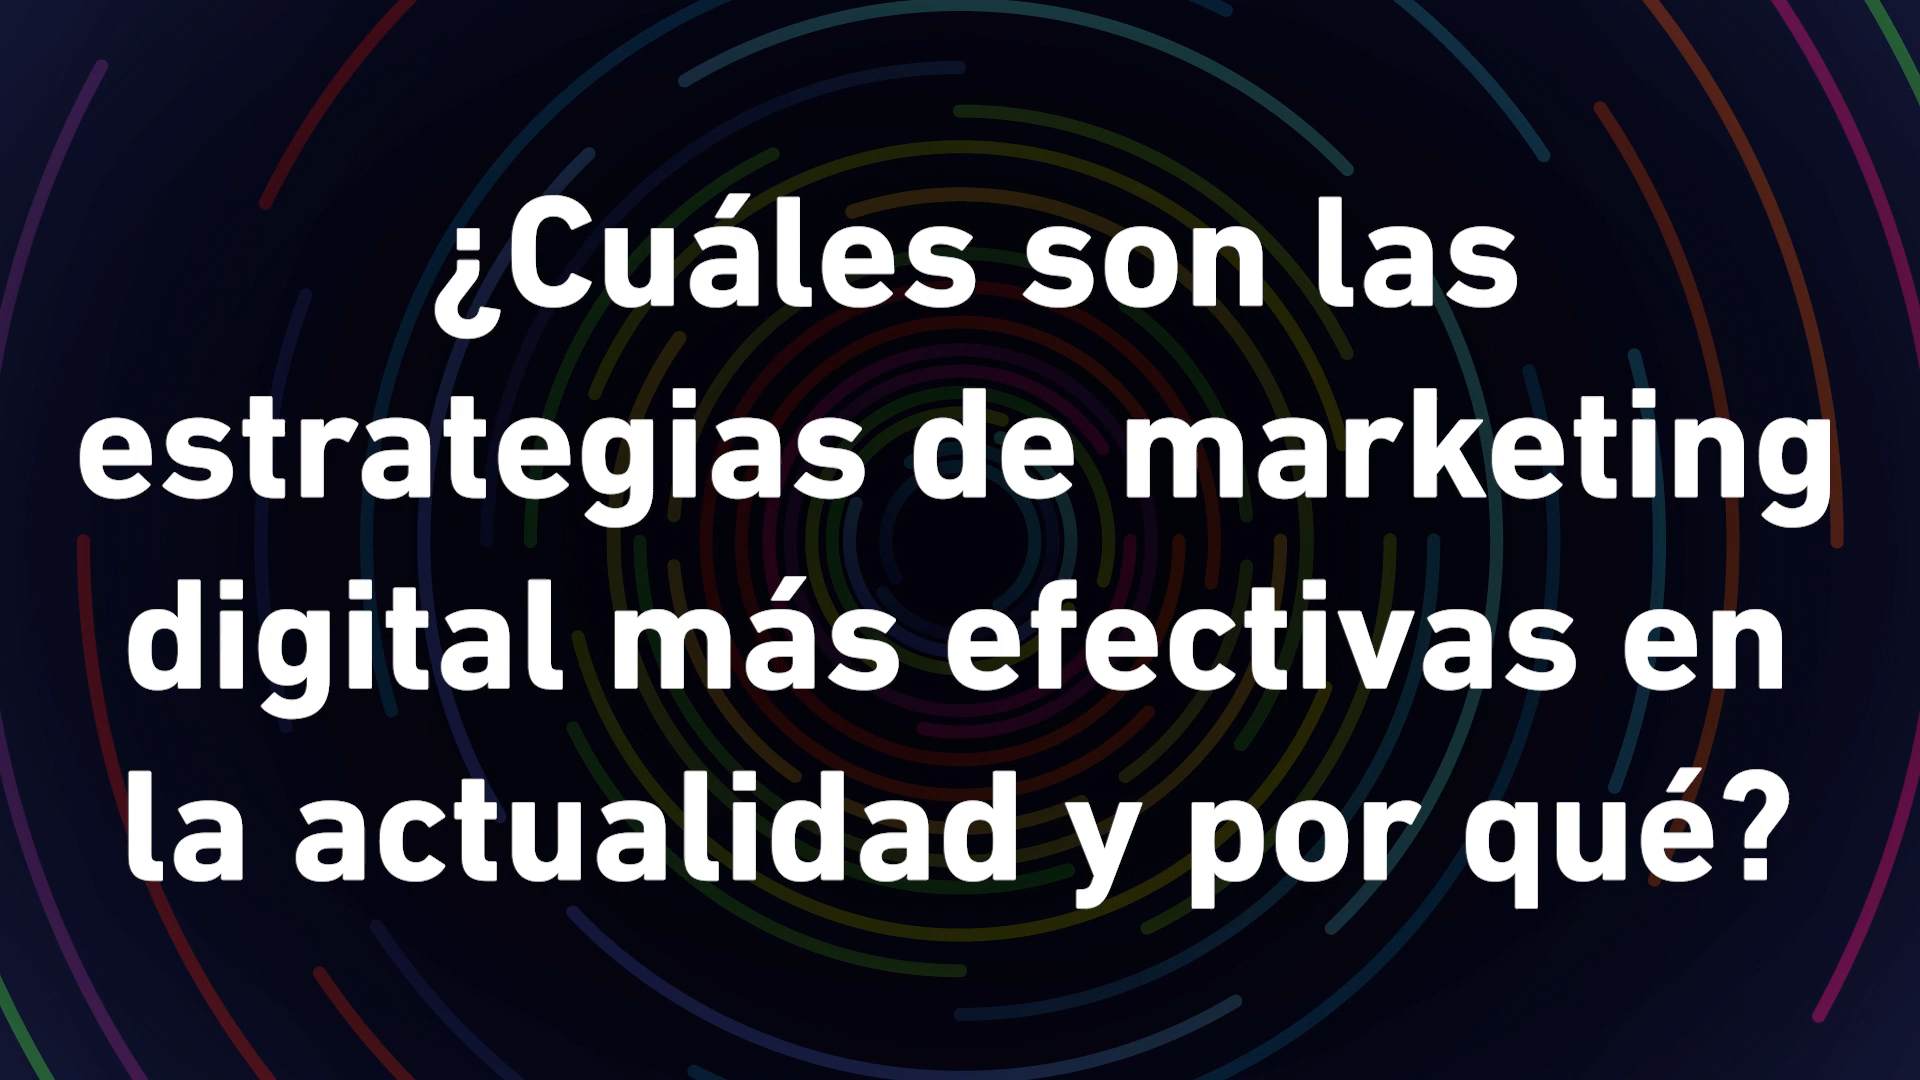 ¿Cuáles son las
estrategias de marketing
digital más efectivas en
la actualidad y por qué?